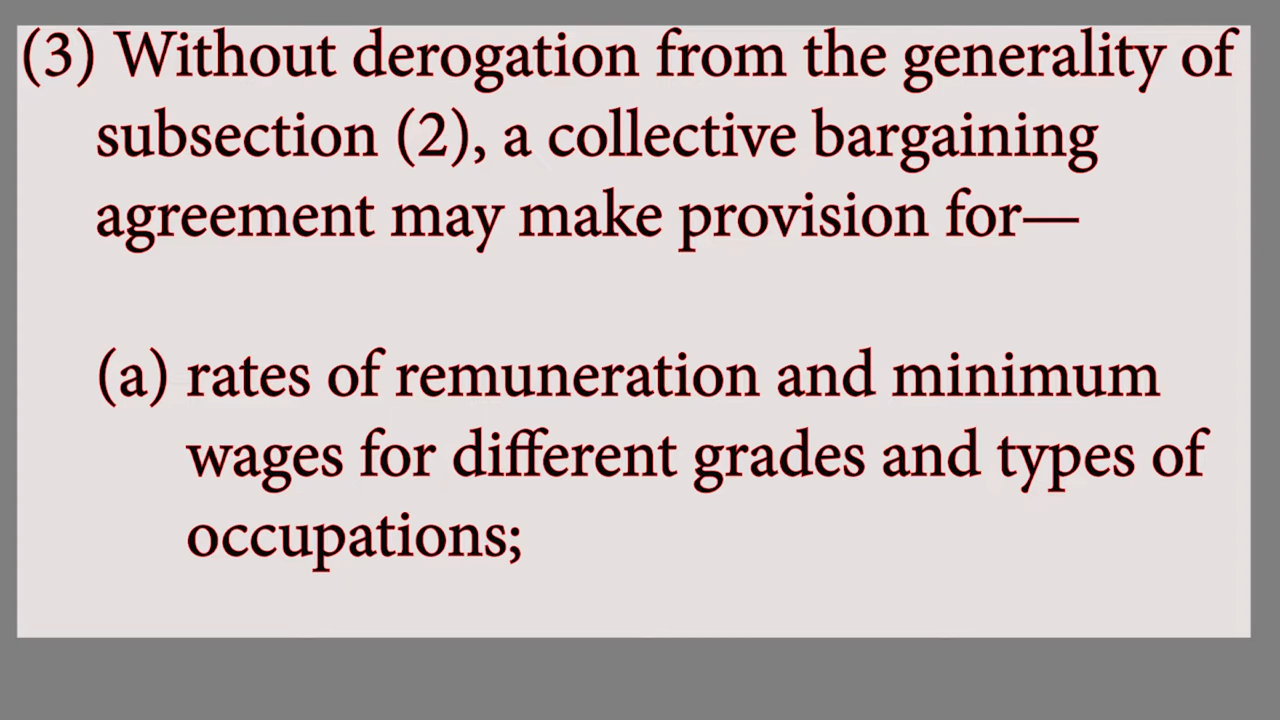 (3) Without derogation from the generality of
subsection (2), a collective bargaining
agreement may make provision for—
(a) rates of remuneration and minimum
wages for different grades and types of
occupations;